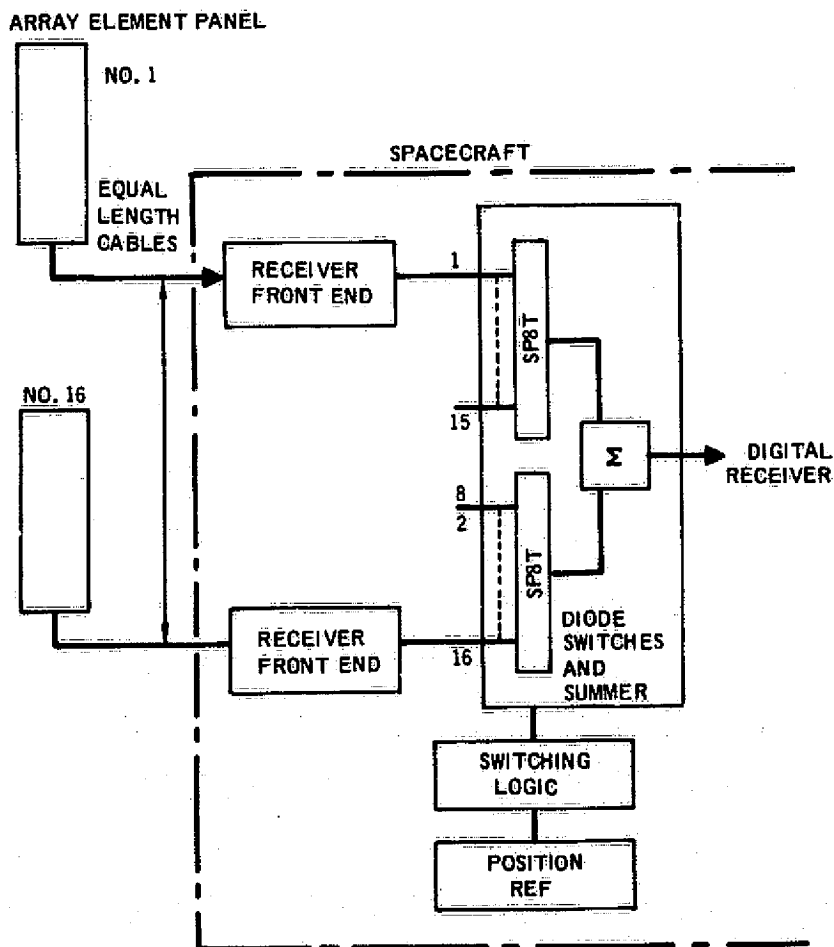 ARRAY ELEMENT PANEL
NO. 1
SPACECRAFT
EQUAL
LENGTH
CABLES
RECEIVER
FRONT END
1
SP8T
15
NO. 16
Σ
DIGITAL
RECEIVER
8
2
SP8T
RECEIVER
FRONT END
16
DIODE
SWITCHES
AND
SUMMER
SWITCHING
LOGIC
POSITION
REF